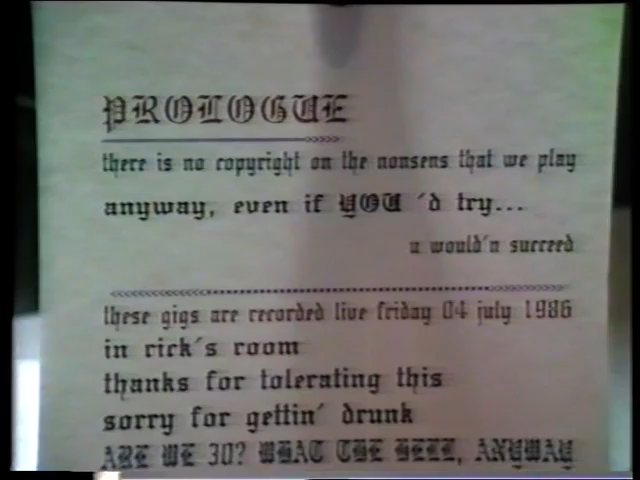 PROLOGUE
there is no copyright on the nonsens that we play
anyway, even if YOU 'd try...
u would'n succeed
these gigs are recorded live friday 04 july 1986
in rick's room
thanks for tolerating this
sorry for gettin' drunk
ARE WE 30? WHAT THE HELL, ANYWAY